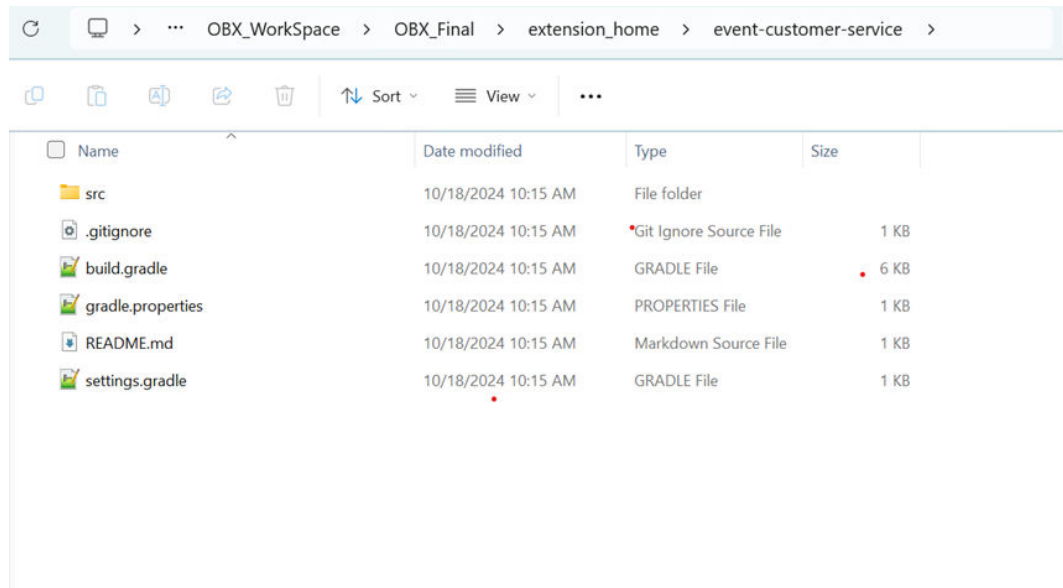 OBX_WorkSpace > OBX_Final > extension_home > event-customer-service >
Sort View
Name Date modified Type Size
src 10/18/2024 10:15 AM File folder
.gitignore 10/18/2024 10:15 AM Git Ignore Source File 1 KB
build.gradle 10/18/2024 10:15 AM GRADLE File 6 KB
gradle.properties 10/18/2024 10:15 AM PROPERTIES File 1 KB
README.md 10/18/2024 10:15 AM Markdown Source File 1 KB
settings.gradle 10/18/2024 10:15 AM GRADLE File 1 KB